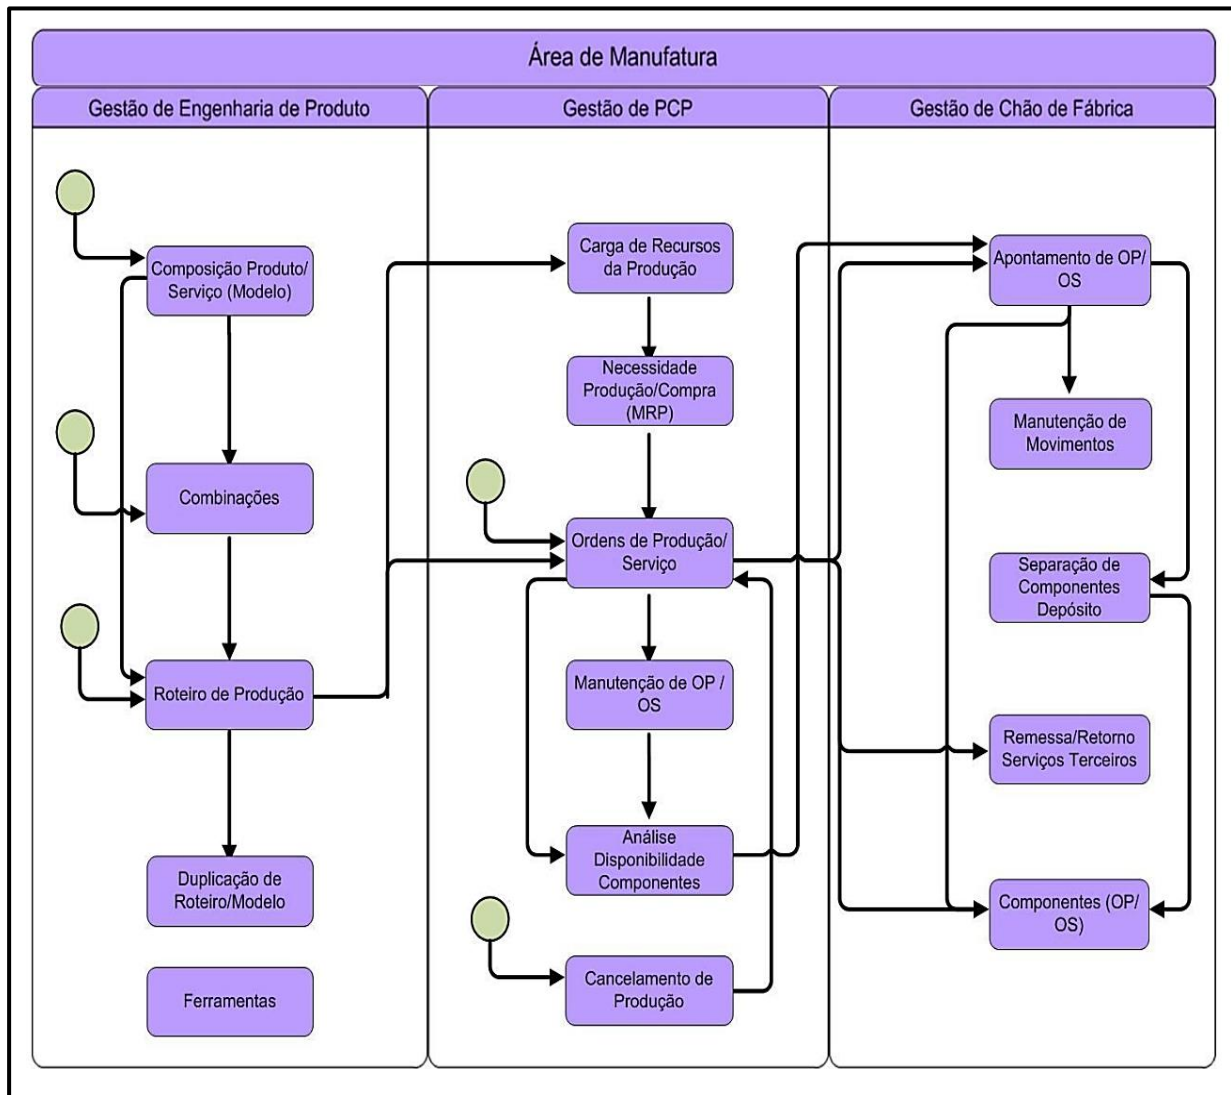 Área de Manufatura
Gestão de Engenharia de Produto
Gestão de PCP
Gestão de Chão de Fábrica
Composição Produto/
Serviço (Modelo)
Combinações
Roteiro de Produção
Duplicação de
Roteiro/Modelo
Ferramentas
Carga de Recursos
da Produção
Necessidade
Produção/Compra
(MRP)
Ordens de Produção/
Serviço
Manutenção de OP /
OS
Análise
Disponibilidade
Componentes
Cancelamento de
Produção
Apontamento de OP/
OS
Manutenção de
Movimentos
Separação de
Componentes
Depósito
Remessa/Retorno
Serviços Terceiros
Componentes (OP/
OS)